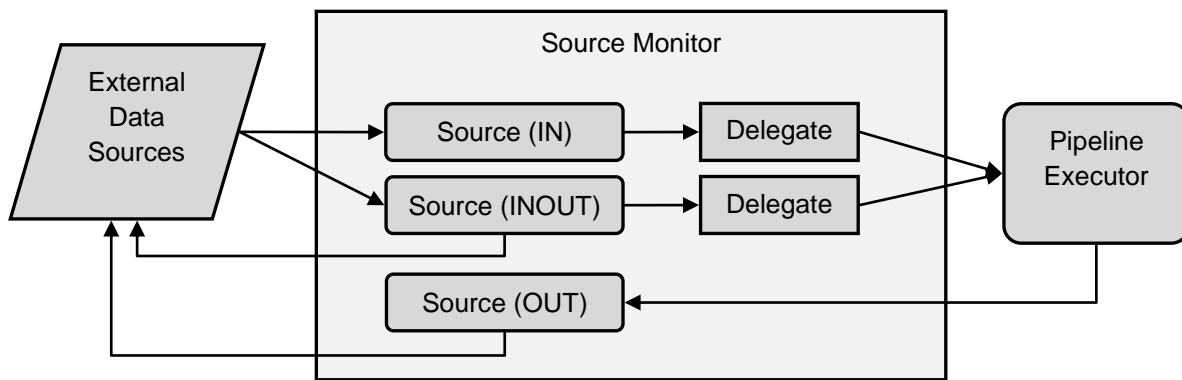 Source Monitor
External
Data
Sources
Source (IN)
Delegate
Pipeline
Executor
Source (INOUT)
Delegate
Source (OUT)